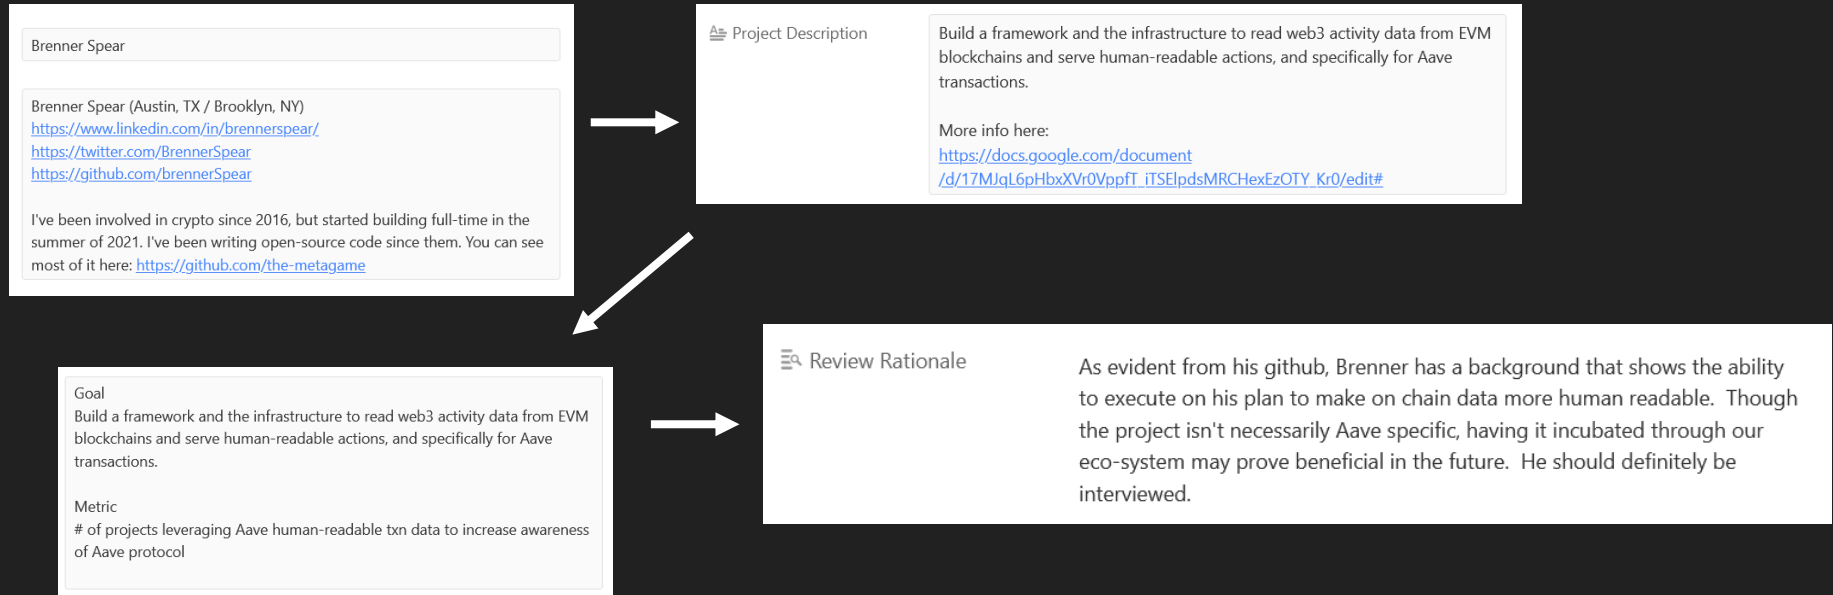 Brenner Spear
Brenner Spear (Austin, TX / Brooklyn, NY)
https://www.linkedin.com/in/brennerspear/
https://twitter.com/BrennerSpear
https://github.com/brennerSpear
I've been involved in crypto since 2016, but started building full-time in the
summer of 2021. I've been writing open-source code since them. You can see
most of it here: https://github.com/the-metagame
Project Description
Build a framework and the infrastructure to read web3 activity data from EVM
blockchains and serve human-readable actions, and specifically for Aave
transactions.
More info here:
https://docs.google.com/document
/d/17MJqL6pHbxXVr0VppfT_iTSElpdsMRCHexEzOTY_Kr0/edit#
Goal
Build a framework and the infrastructure to read web3 activity data from EVM
blockchains and serve human-readable actions, and specifically for Aave
transactions.
Metric
# of projects leveraging Aave human-readable txn data to increase awareness
of Aave protocol
Review Rationale
As evident from his github, Brenner has a background that shows the ability
to execute on his plan to make on chain data more human readable.  Though
the project isn't necessarily Aave specific, having it incubated through our
eco-system may prove beneficial in the future.  He should definitely be
interviewed.